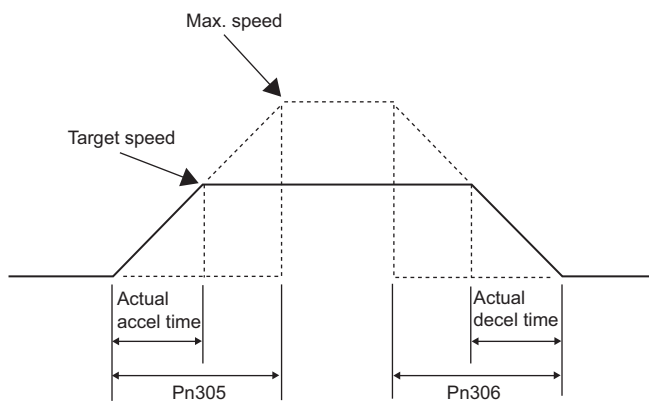 Max. speed
Target speed
Actual
accel time
Actual
decel time
Pn305
Pn306